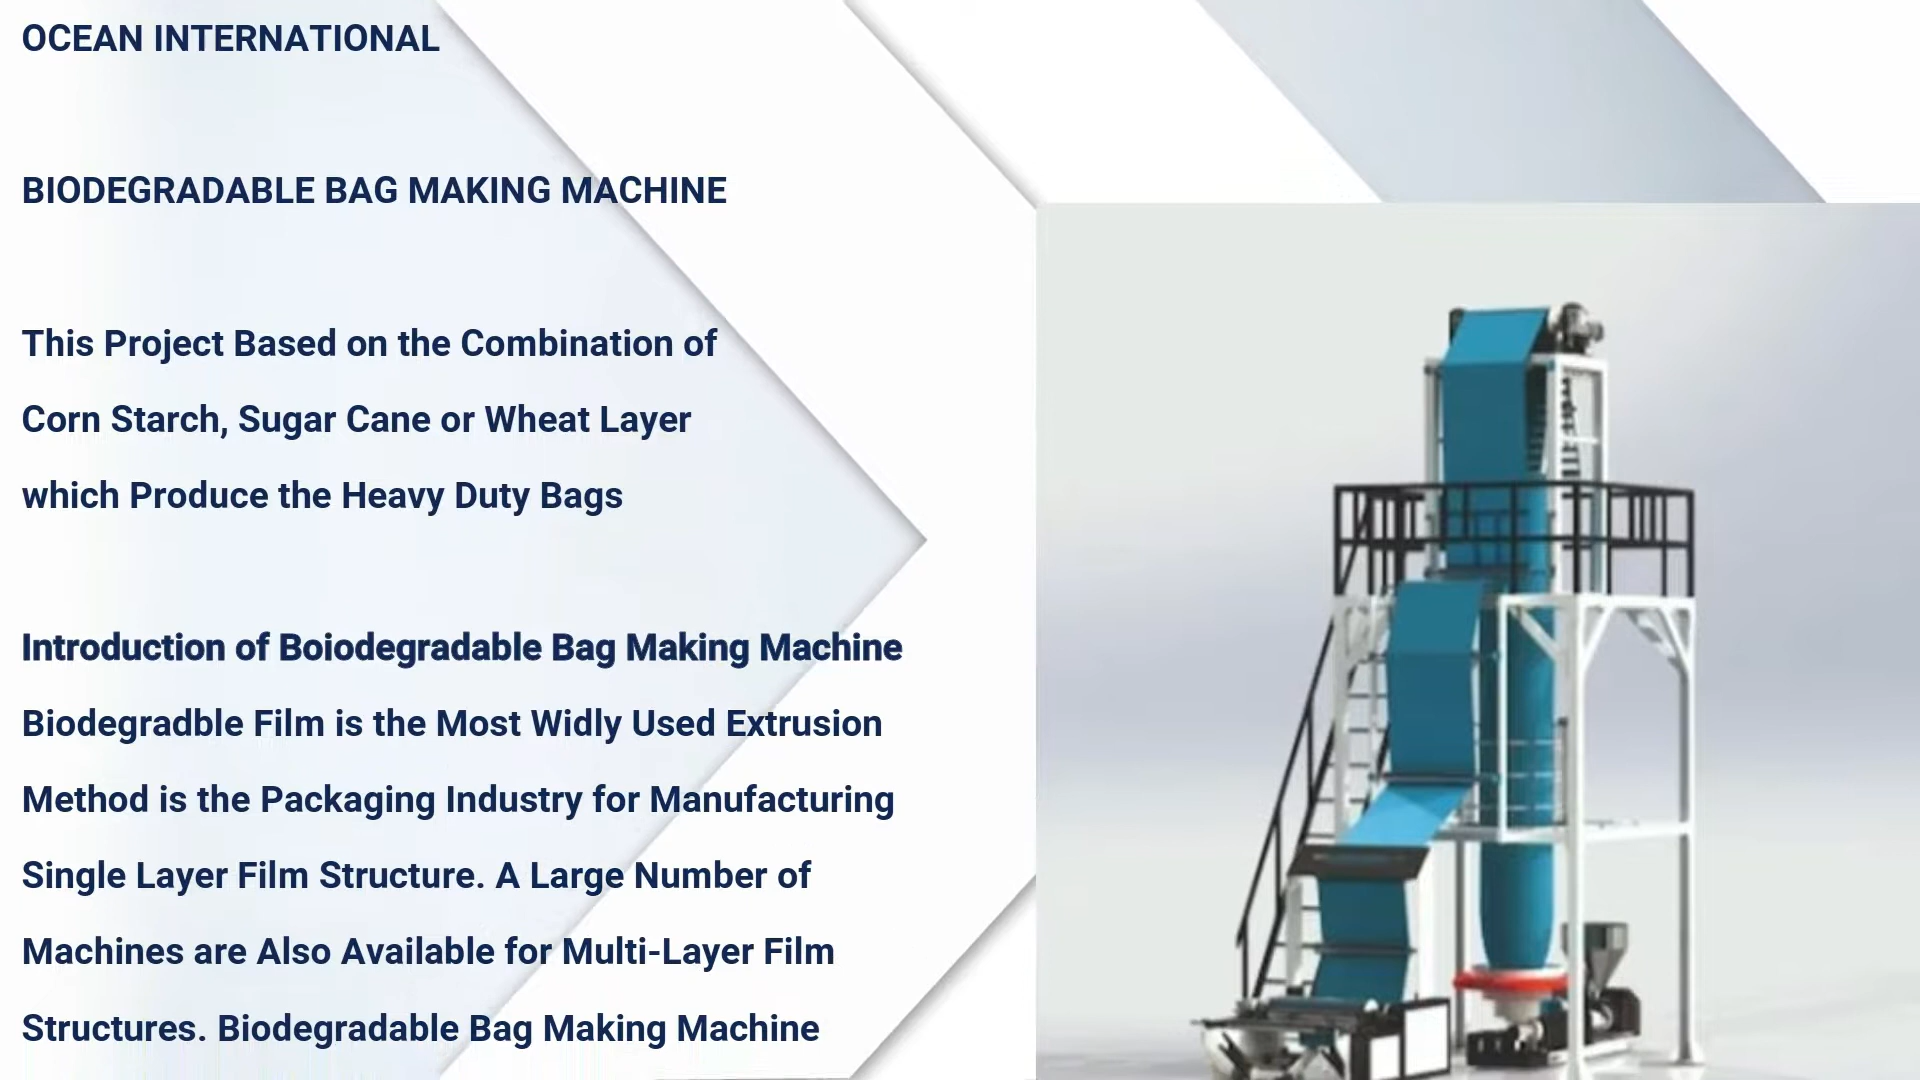 OCEAN INTERNATIONAL
BIODEGRADABLE BAG MAKING MACHINE
This Project Based on the Combination of
Corn Starch, Sugar Cane or Wheat Layer
which Produce the Heavy Duty Bags
Introduction of Boiodegradable Bag Making Machine
Biodegradble Film is the Most Widly Used Extrusion
Method is the Packaging Industry for Manufacturing
Single Layer Film Structure. A Large Number of
Machines are Also Available for Multi-Layer Film
Structures. Biodegradable Bag Making Machine